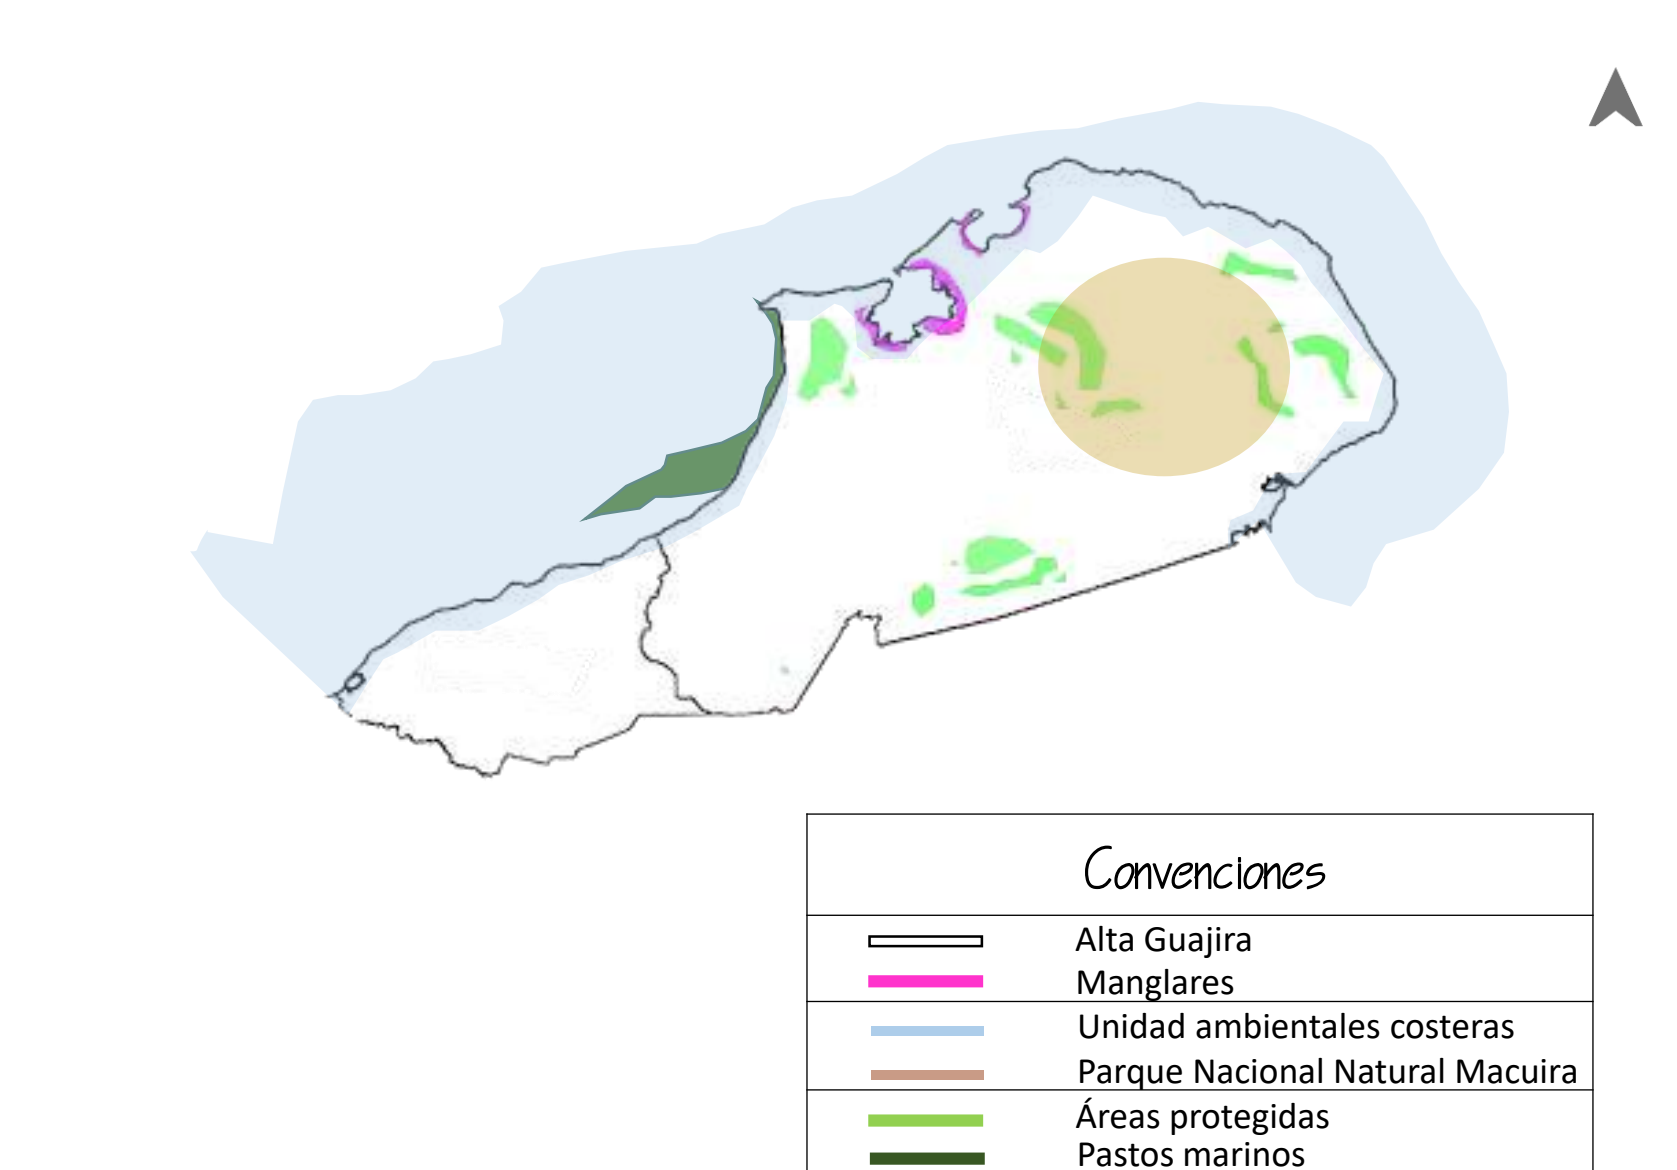 Convenciones
Alta Guajira
Manglares
Unidad ambientales costeras
Parque Nacional Natural Macuira
Áreas protegidas
Pastos marinos